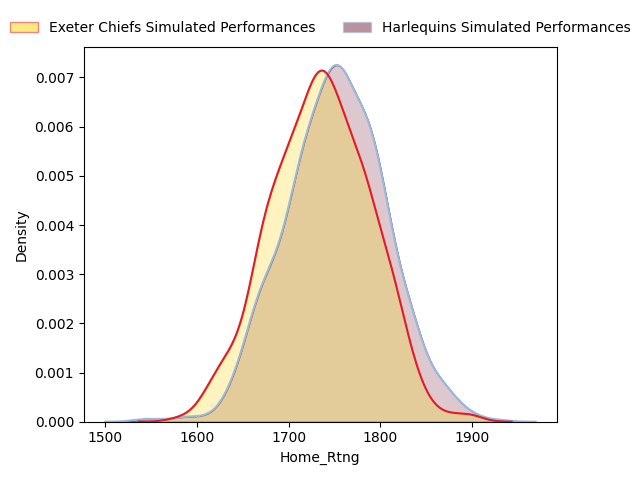 Exeter Chiefs Simulated Performances Harlequins Simulated Performances
0.007
0.006
0.005
0.004
0.003
0.002
0.001
0.000
Density
1500 1600 1700 1800 1900
Home_Rtng